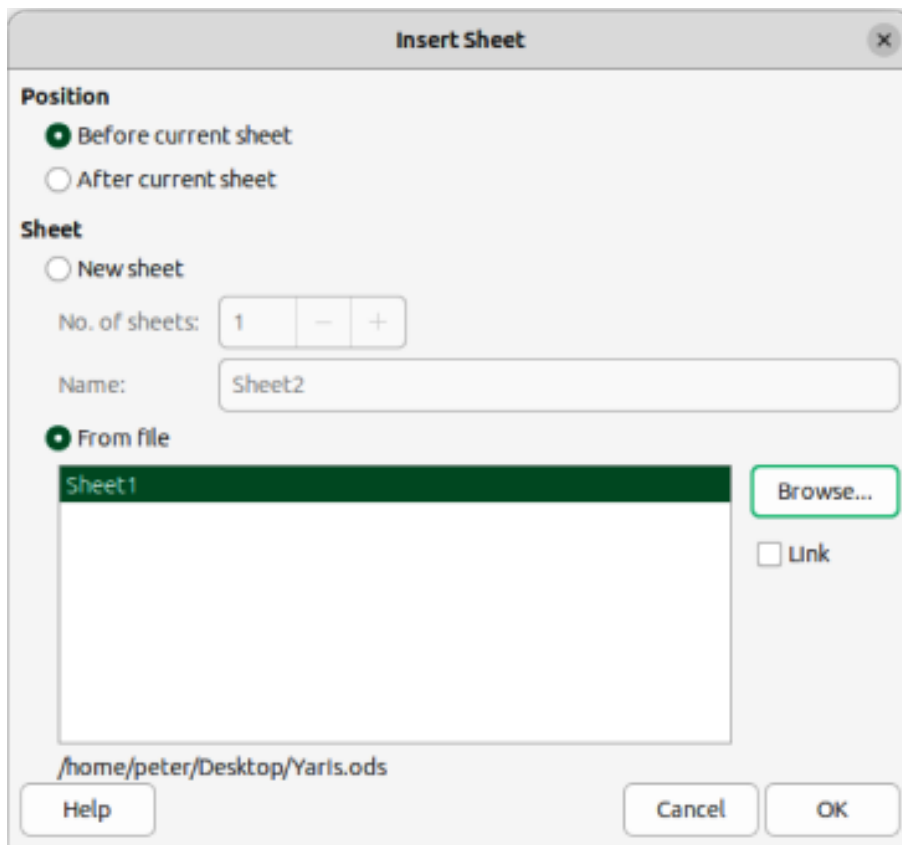 Insert Sheet
Position
Before current sheet
After current sheet
Sheet
New sheet
No. of sheets: 1 − +
Name: Sheet2
From file
Sheet1
Browse...
Link
/home/peter/Desktop/Yaris.ods
Help Cancel OK